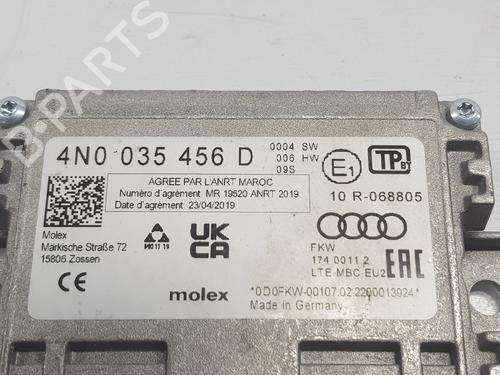 4N0 035 456 D
0004 SW
006 HW
09S
E1
TP
BY
AGREE PAR L'ANRT MAROC
Numéro d'agrément MR 19520 ANRT 2019
Date d'agrément 23/04/2019
10 R-068805
Molex
Märkische Straße 72
15806 Zossen
UK
CA
FKW
174 0011 2
LTE-MBC-EU2
EAC
CE
molex
*0D0FKW-00107.02.2200013924*
Made in Germany
B-PARTS